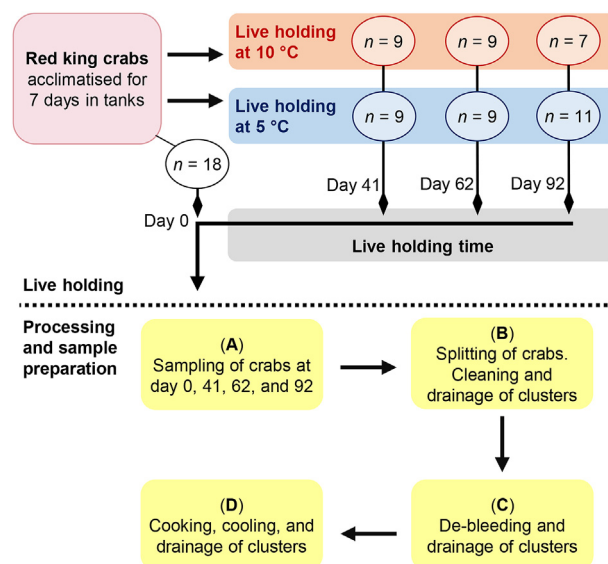 Red king crabs
acclimatised for
7 days in tanks
Live holding
at 10 °C
n = 9
n = 9
n = 7
Live holding
at 5 °C
n = 9
n = 9
n = 11
n = 18
Day 41
Day 62
Day 92
Day 0
Live holding time
Live holding
Processing
and sample
preparation
(A)
Sampling of crabs at
day 0, 41, 62, and 92
(B)
Splitting of crabs.
Cleaning and
drainage of clusters
(D)
Cooking, cooling, and
drainage of clusters
(C)
De-bleeding and
drainage of clusters